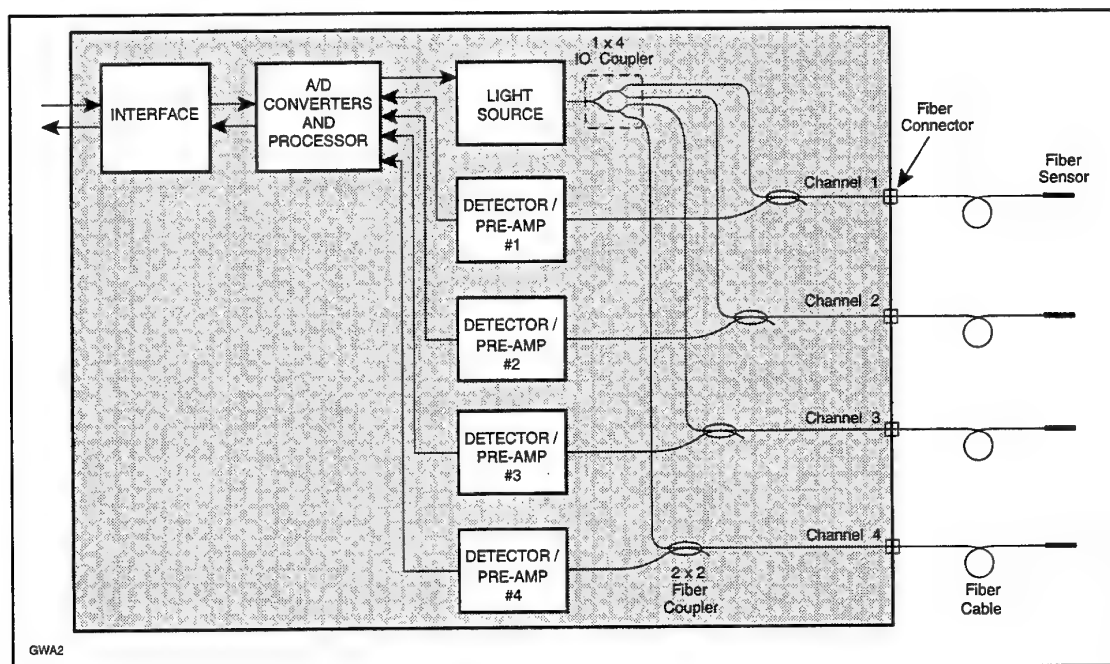 1 x 4
IO Coupler
INTERFACE
A/D
CONVERTERS
AND
PROCESSOR
LIGHT
SOURCE
Fiber
Connector
Fiber
Sensor
Channel 1
DETECTOR /
PRE-AMP
#1
Channel 2
DETECTOR /
PRE-AMP
#2
Channel 3
DETECTOR /
PRE-AMP
#3
Channel 4
DETECTOR /
PRE-AMP
#4
2 x 2
Fiber
Coupler
Fiber
Cable
GWA2